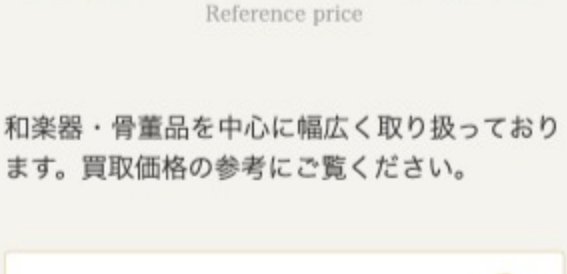 Reference price
和楽器・骨董品を中心に幅広く取り扱っており
ます。買取価格の参考にご覧ください。